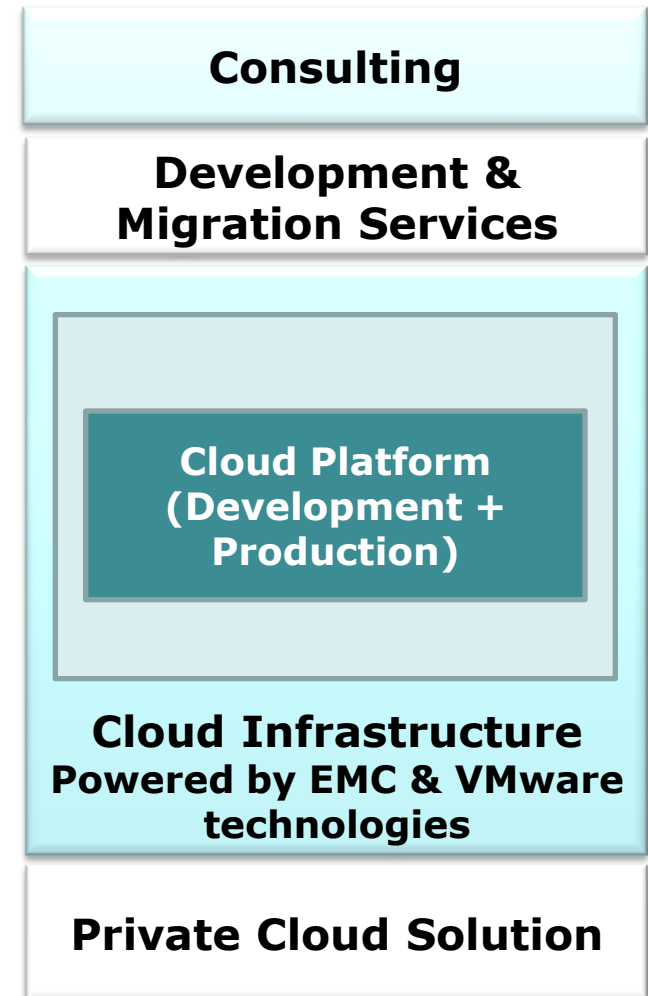 Consulting
Development &
Migration Services
Cloud Platform
(Development +
Production)
Cloud Infrastructure
Powered by EMC & VMware
technologies
Private Cloud Solution